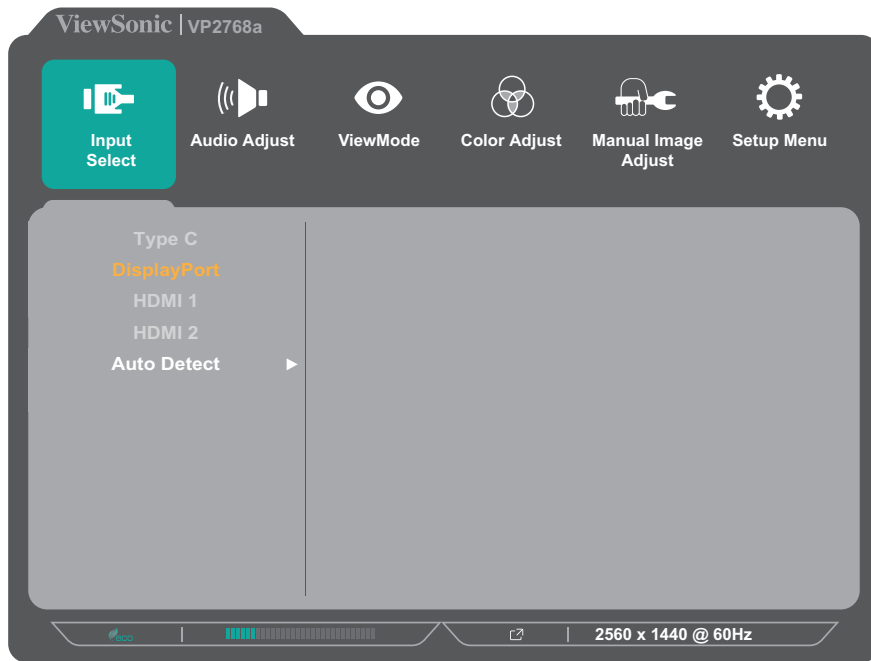 ViewSonic | VP2768a
Input
Select
Audio Adjust
ViewMode
Color Adjust
Manual Image
Adjust
Setup Menu
Type C
DisplayPort
HDMI 1
HDMI 2
Auto Detect
eco
2560 x 1440 @ 60Hz